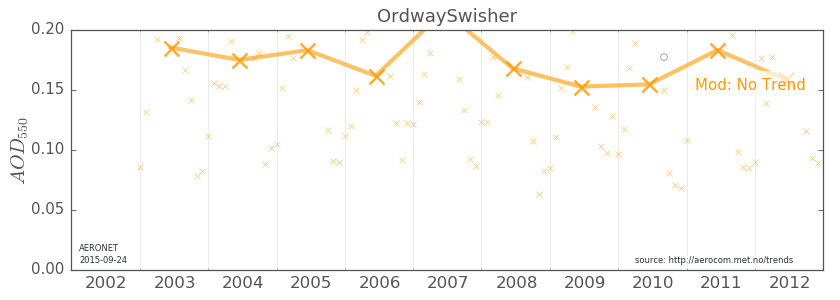 OrdwaySwisher
0.20
0.15
0.10
0.05
0.00
AOD550
Mod: No Trend
AERONET
2015-09-24
source: http://aerocom.met.no/trends
2002 2003 2004 2005 2006 2007 2008 2009 2010 2011 2012